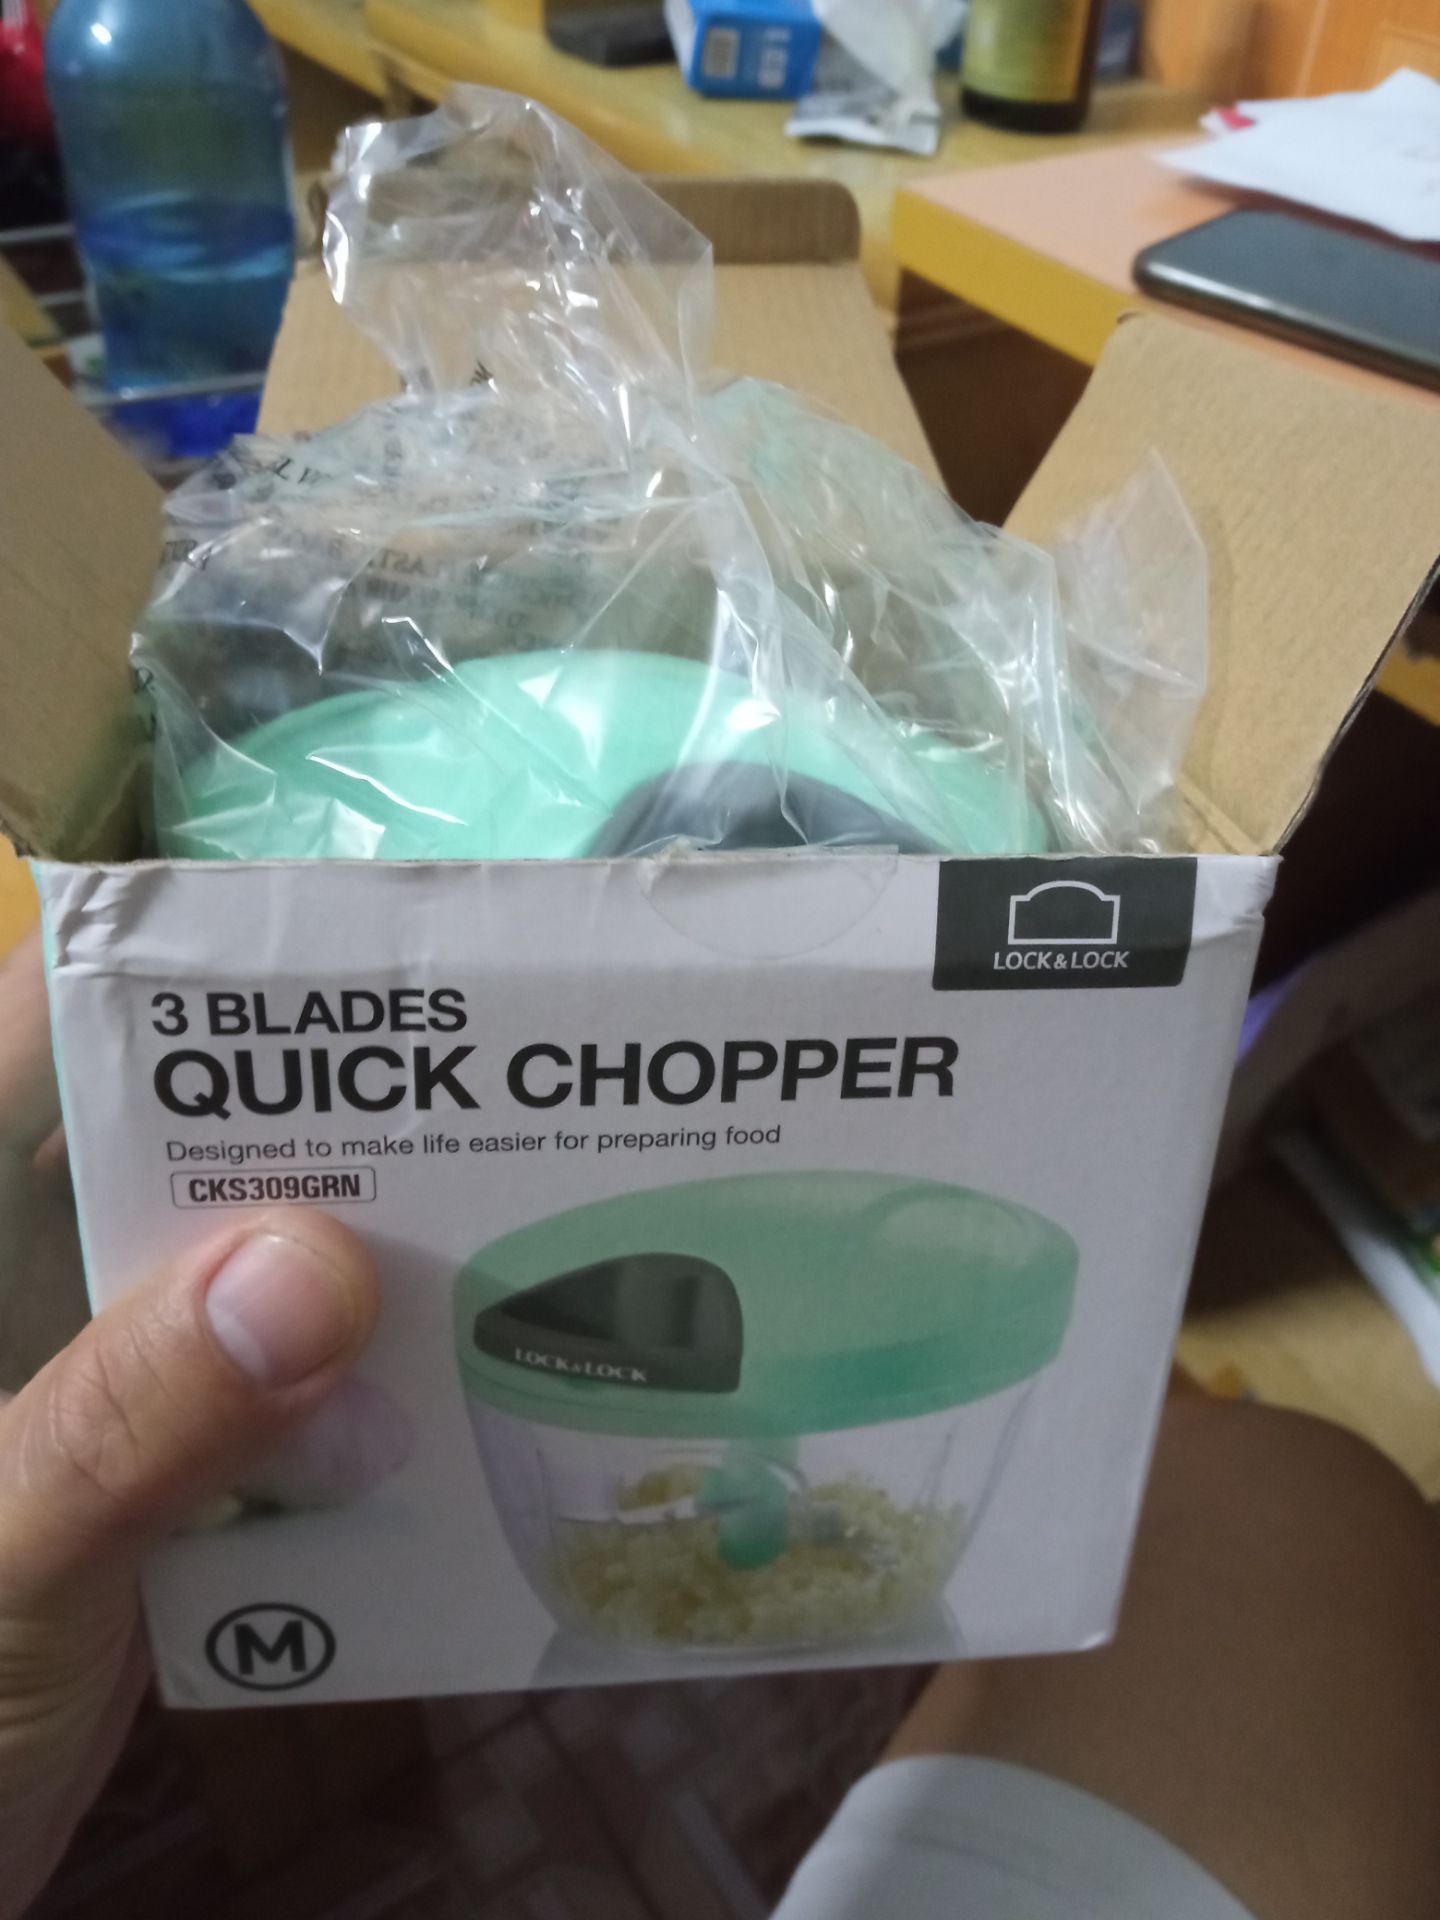 LOCK&LOCK
3 BLADES
QUICK CHOPPER
Designed to make life easier for preparing food
CKS309GRN
LOCK&LOCK
M